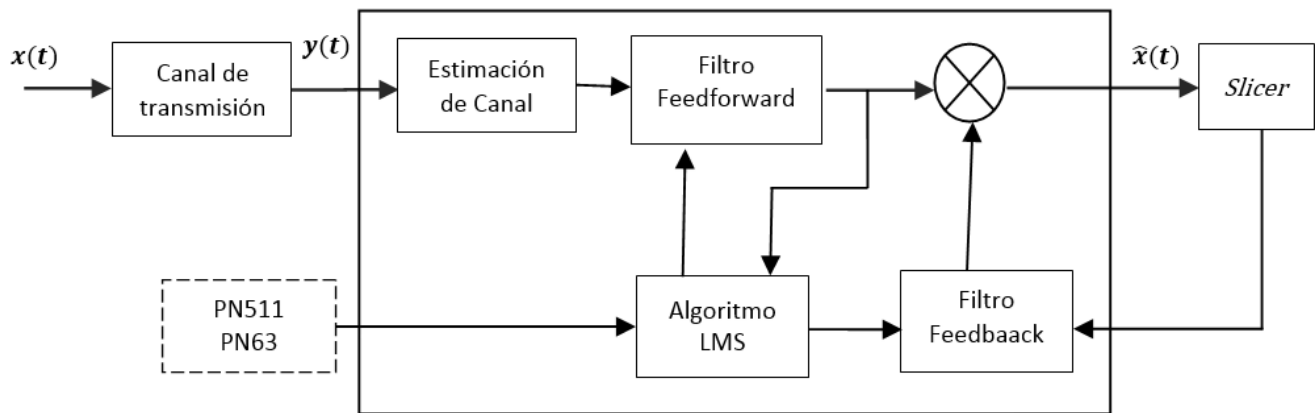 x(t)
Canal de
transmisión
y(t)
Estimación
de Canal
Filtro
Feedforward
x̂(t)
Slicer
PN511
PN63
Algoritmo
LMS
Filtro
Feedbaack